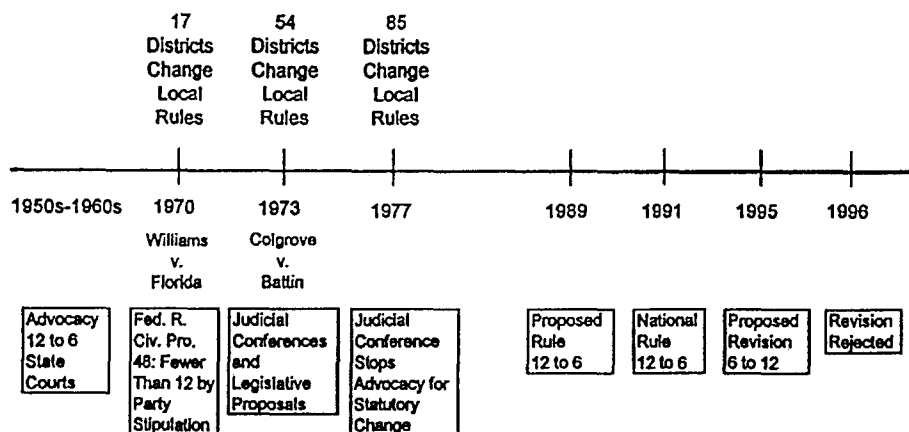 17
Districts
Change
Local
Rules
54
Districts
Change
Local
Rules
85
Districts
Change
Local
Rules
1950s-1960s
1970
1973
1977
1989
1991
1995
1996
Williams
v.
Florida
Colgrove
v.
Battin
Advocacy
12 to 6
State
Courts
Fed. R.
Civ. Pro.
48: Fewer
Than 12 by
Party
Stipulation
Judicial
Conferences
and
Legislative
Proposals
Judicial
Conference
Stops
Advocacy for
Statutory
Change
Proposed
Rule
12 to 6
National
Rule
12 to 6
Proposed
Revision
6 to 12
Revision
Rejected